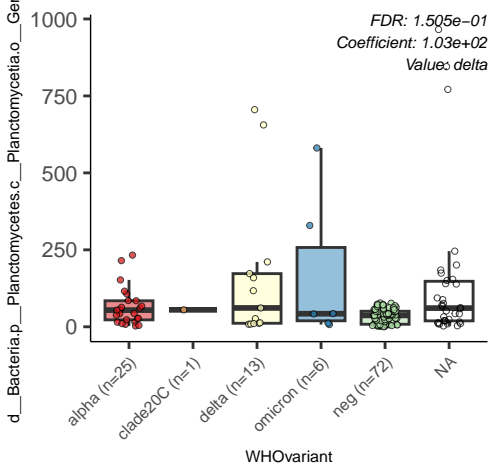 d__Bacteria.p__Planctomycetes.c__Planctomycetia.o__Ge
1000
750
500
250
0
FDR: 1.505e−01
Coefficient: 1.03e+02
Value: delta
alpha (n=25)
clade20C (n=1)
delta (n=13)
omicron (n=6)
neg (n=72)
NA
WHOvariant